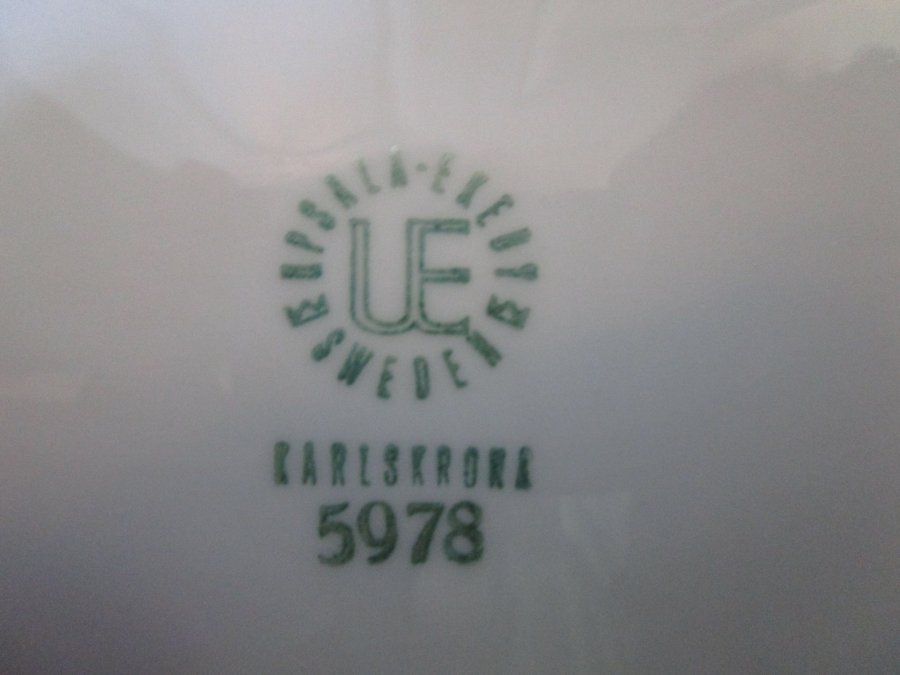 UPSALA-EKEBY
UE
SWEDEN
KARLSKRONA
5978